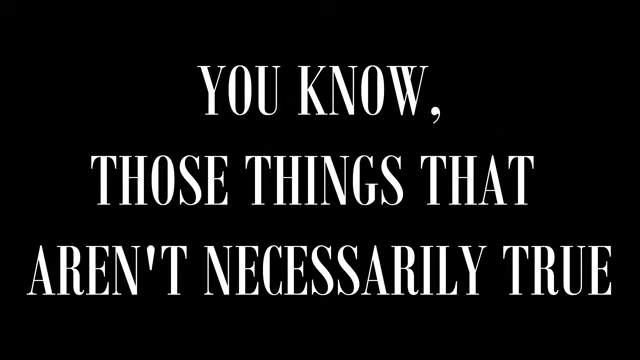 YOU KNOW,
THOSE THINGS THAT
AREN'T NECESSARILY TRUE